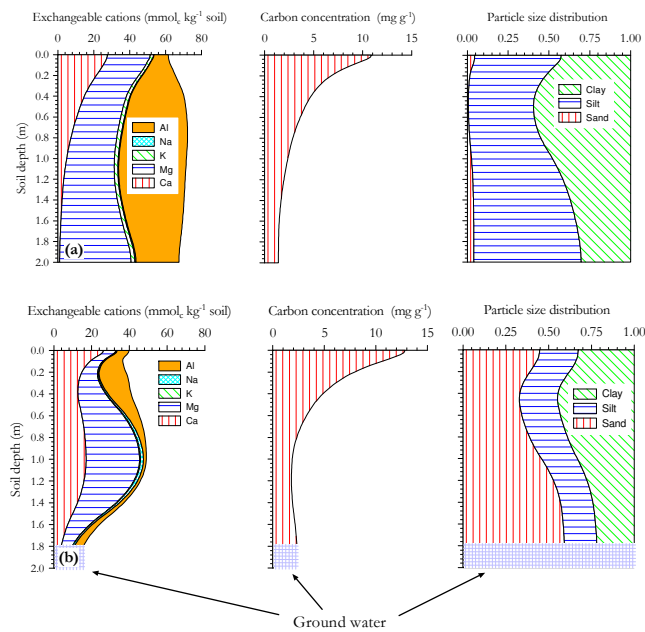 Exchangeable cations (mmolc kg-1 soil)
Carbon concentration (mg g-1)
Particle size distribution
0 20 40 60 80
0 5 10 15
0.00 0.25 0.50 0.75 1.00
0.0
0.2
0.4
0.6
0.8
1.0
1.2
1.4
1.6
1.8
2.0
Soil depth (m)
Al
Na
K
Mg
Ca
Clay
Silt
Sand
(a)
Exchangeable cations (mmolc kg-1 soil)
Carbon concentration (mg g-1)
Particle size distribution
0 20 40 60 80
0 5 10 15
0.00 0.25 0.50 0.75 1.00
0.0
0.2
0.4
0.6
0.8
1.0
1.2
1.4
1.6
1.8
2.0
Soil depth (m)
Al
Na
K
Mg
Ca
Clay
Silt
Sand
(b)
Ground water